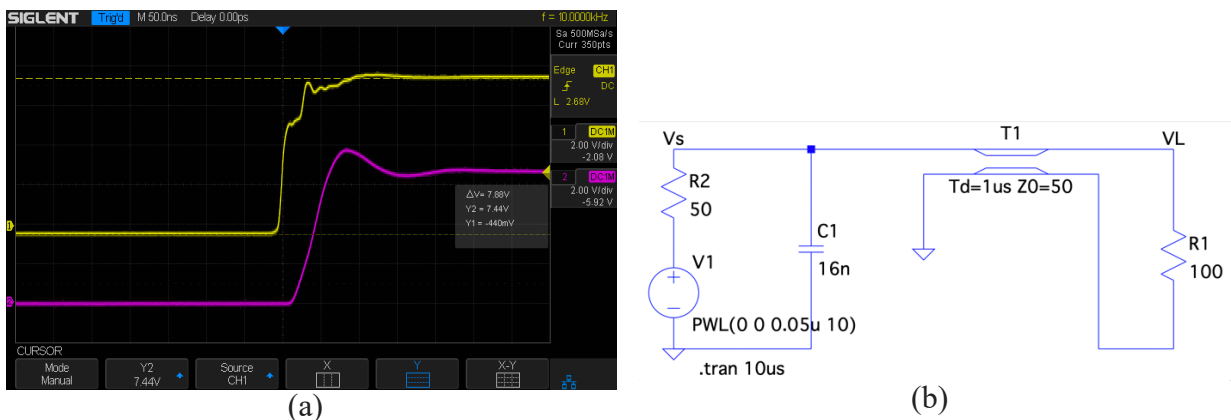 SIGLENT Trig'd M 50.0ns Delay 0.00ps f = 10.0000kHz
Sa 500MSa/s
Curr 350pts
Edge CH1
DC
L 2.68V
1 DC1M
2.00 V/div
-2.08 V
2 DC1M
2.00 V/div
-5.92 V
ΔV= 7.88V
Y2 = 7.44V
Y1 = -440mV
1
2
CURSOR
Mode
Manual
Y2
7.44V
Source
CH1
X
Y
X-Y
(a)
Vs
T1
VL
R2
50
Td=1us Z0=50
C1
16n
R1
100
V1
PWL(0 0 0.05u 10)
.tran 10us
(b)